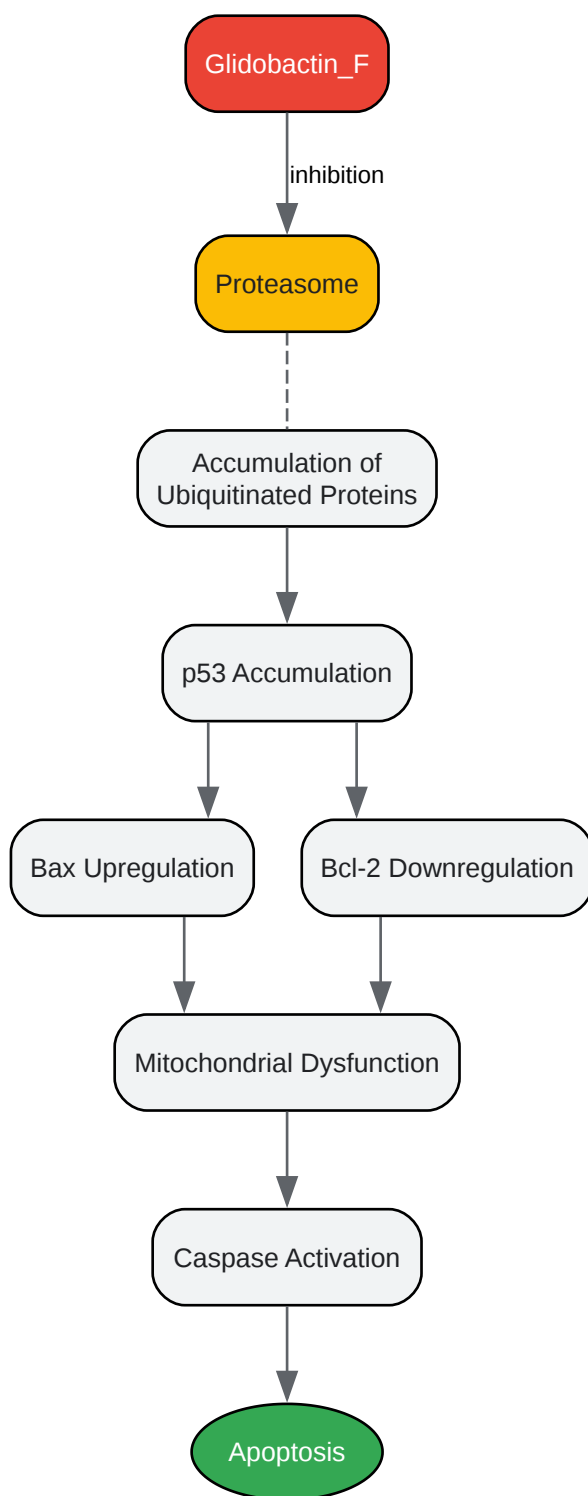 Glidobactin_F
inhibition
Proteasome
Accumulation of
Ubiquitinated Proteins
p53 Accumulation
Bax Upregulation
Bcl-2 Downregulation
Mitochondrial Dysfunction
Caspase Activation
Apoptosis